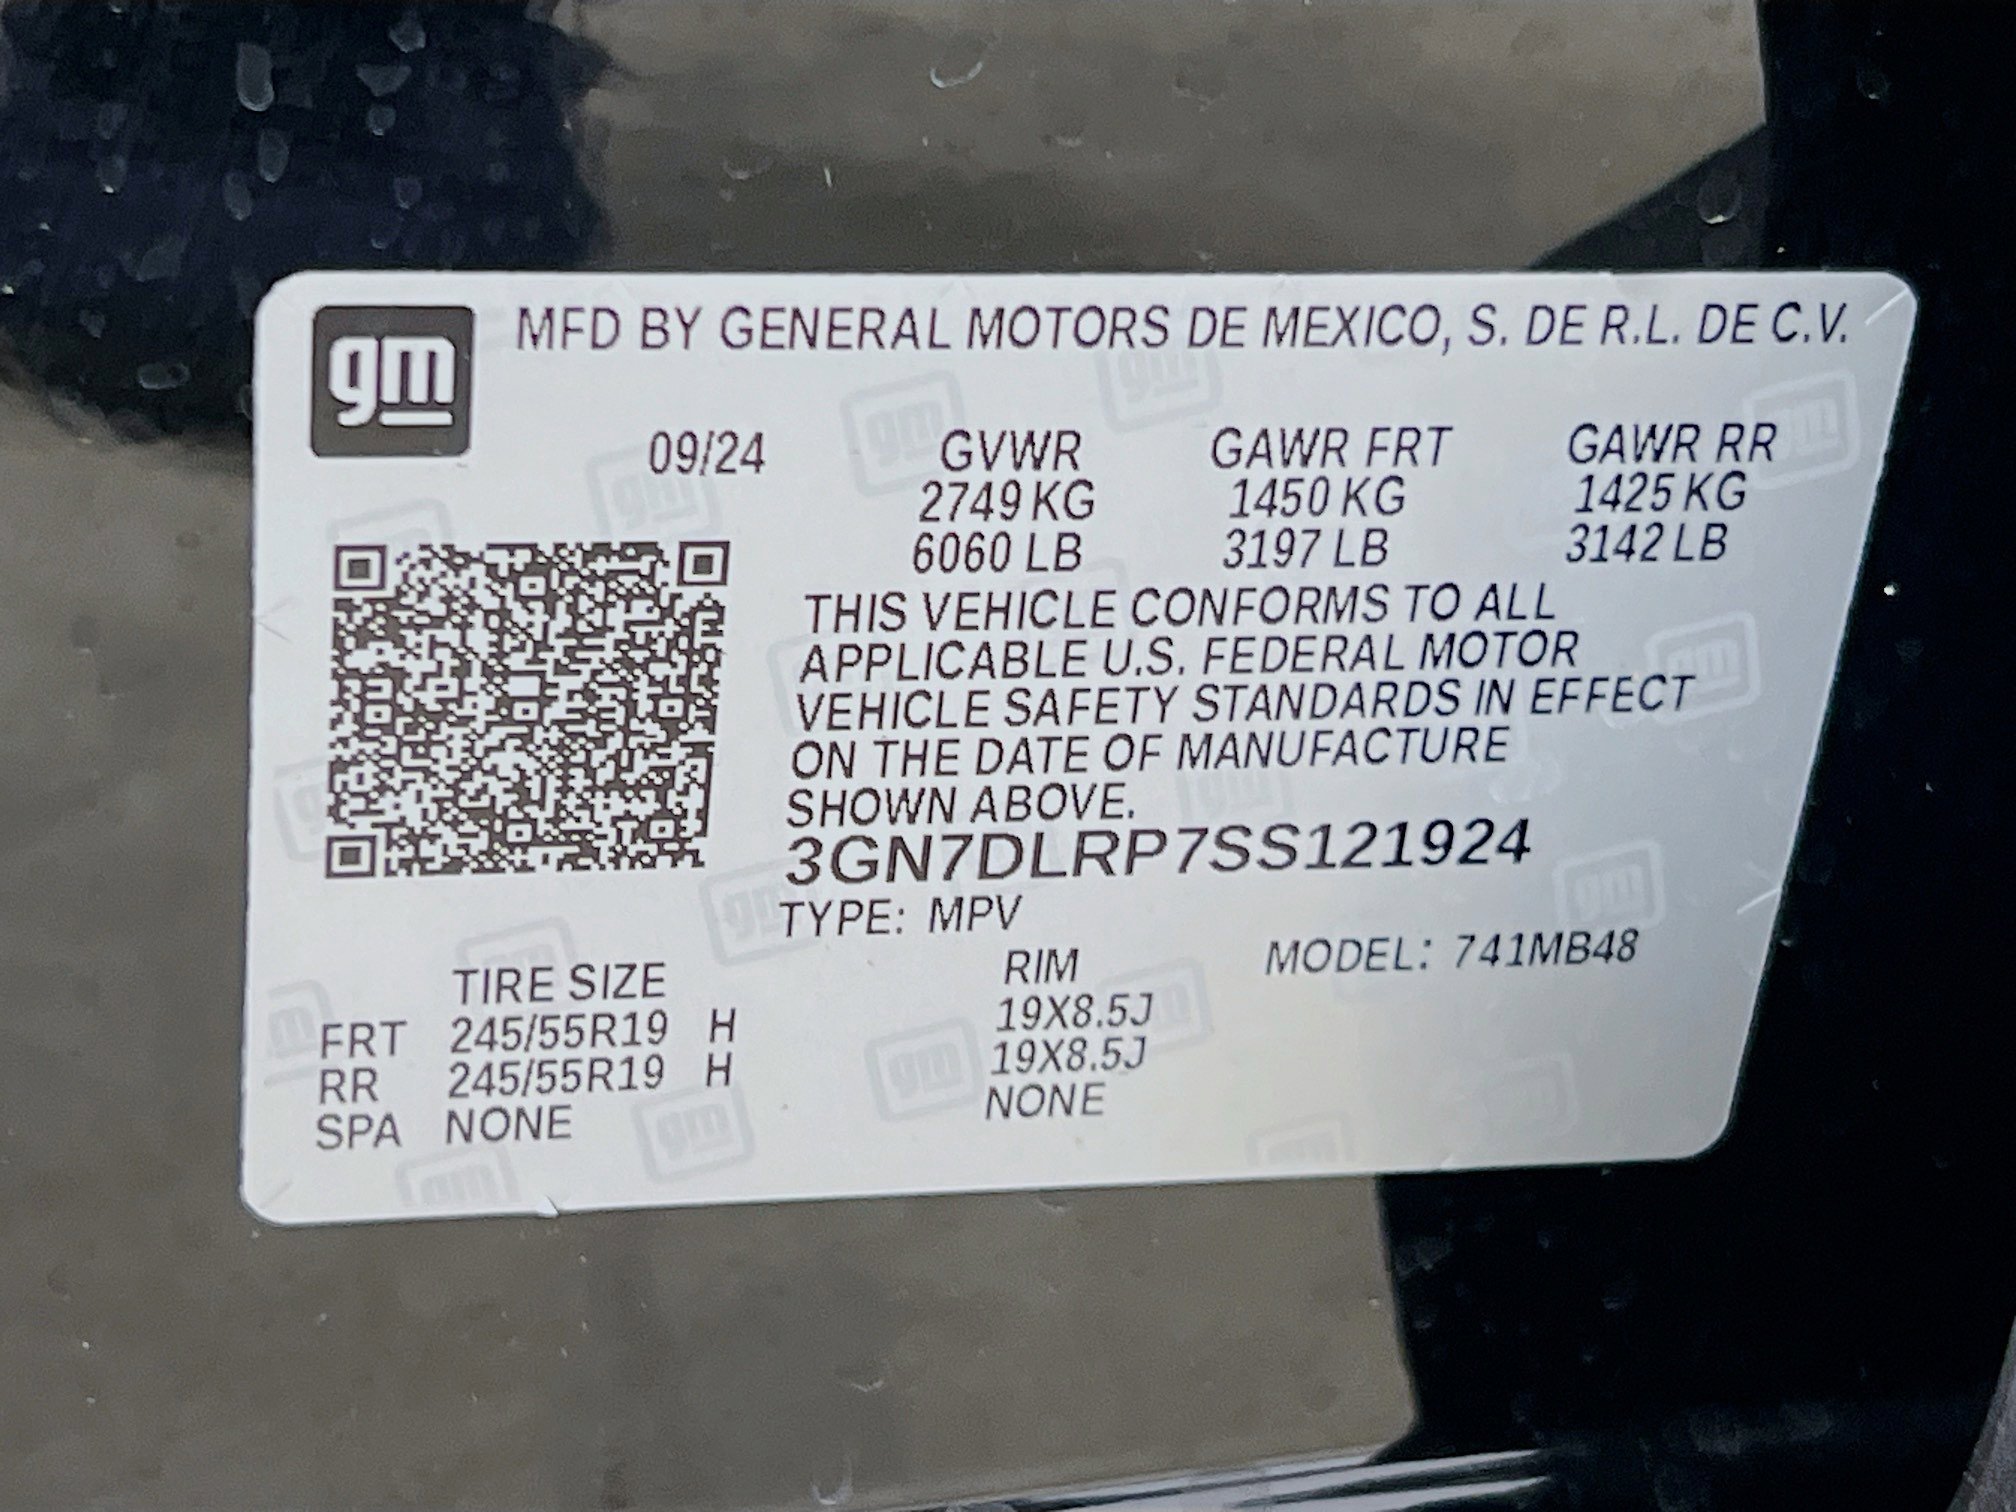 gm
MFD BY GENERAL MOTORS DE MEXICO, S. DE R.L. DE C.V.
09/24 GVWR GAWR FRT GAWR RR
2749 KG 1450 KG 1425 KG
6060 LB 3197 LB 3142 LB
THIS VEHICLE CONFORMS TO ALL
APPLICABLE U.S. FEDERAL MOTOR
VEHICLE SAFETY STANDARDS IN EFFECT
ON THE DATE OF MANUFACTURE
SHOWN ABOVE.
3GN7DLRP7SS121924
TYPE: MPV
TIRE SIZE RIM MODEL: 741MB48
FRT 245/55R19 H 19X8.5J
RR 245/55R19 H 19X8.5J
SPA NONE NONE